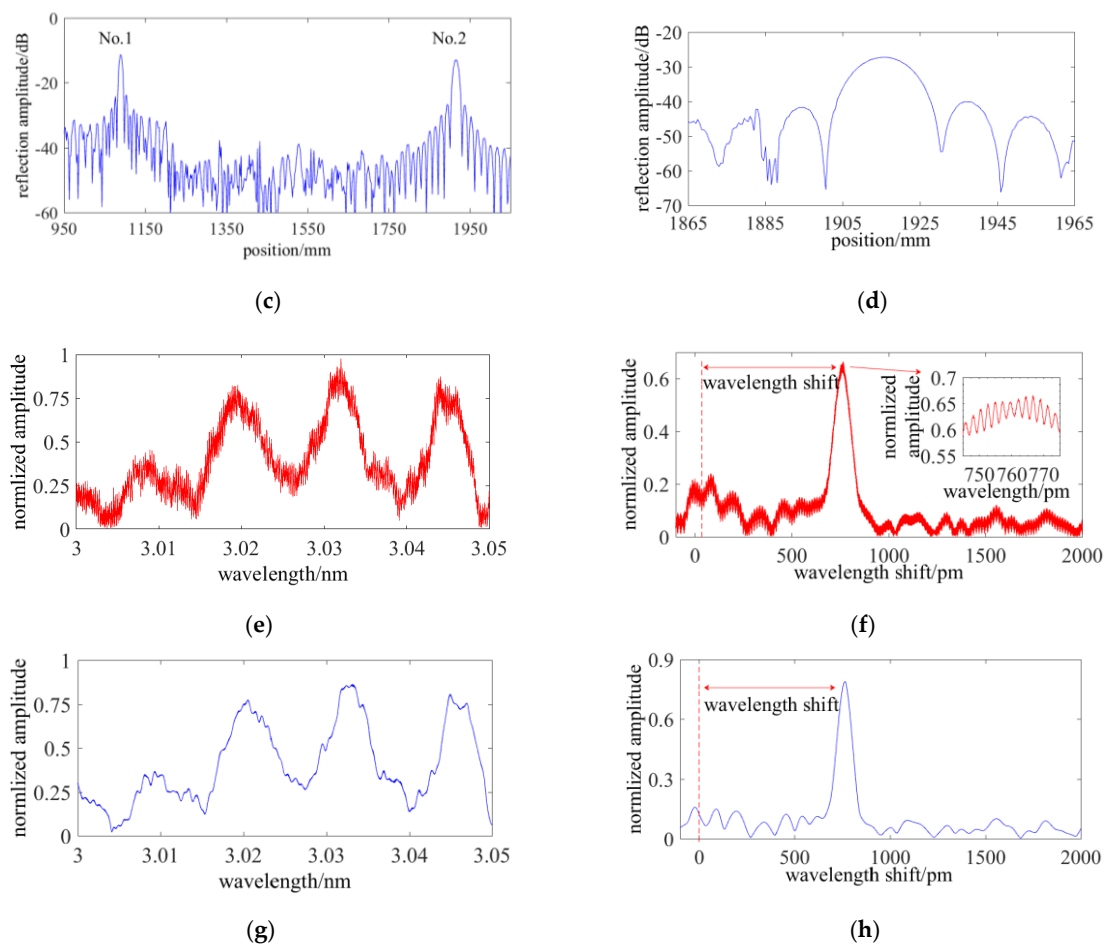 0
-20
-40
-60
reflection amplitude/dB
No.1
No.2
950 1150 1350 1550 1750 1950
position/mm
(c)
-20
-30
-40
-50
-60
-70
reflection amplitude/dB
1865 1885 1905 1925 1945 1965
position/mm
(d)
1
0.75
0.5
0.25
0
normlized amplitude
3 3.01 3.02 3.03 3.04 3.05
wavelength/nm
(e)
0.6
0.4
0.2
0
normlized amplitude
wavelength shift
0.7
0.65
0.6
0.55
normlized
amplitude
750 760 770
wavelength/pm
0 500 1000 1500 2000
wavelength shift/pm
(f)
1
0.75
0.5
0.25
0
normlized amplitude
3 3.01 3.02 3.03 3.04 3.05
wavelength/nm
(g)
0.9
0.6
0.3
0
normlized amplitude
wavelength shift
0 500 1000 1500 2000
wavelength shift/pm
(h)